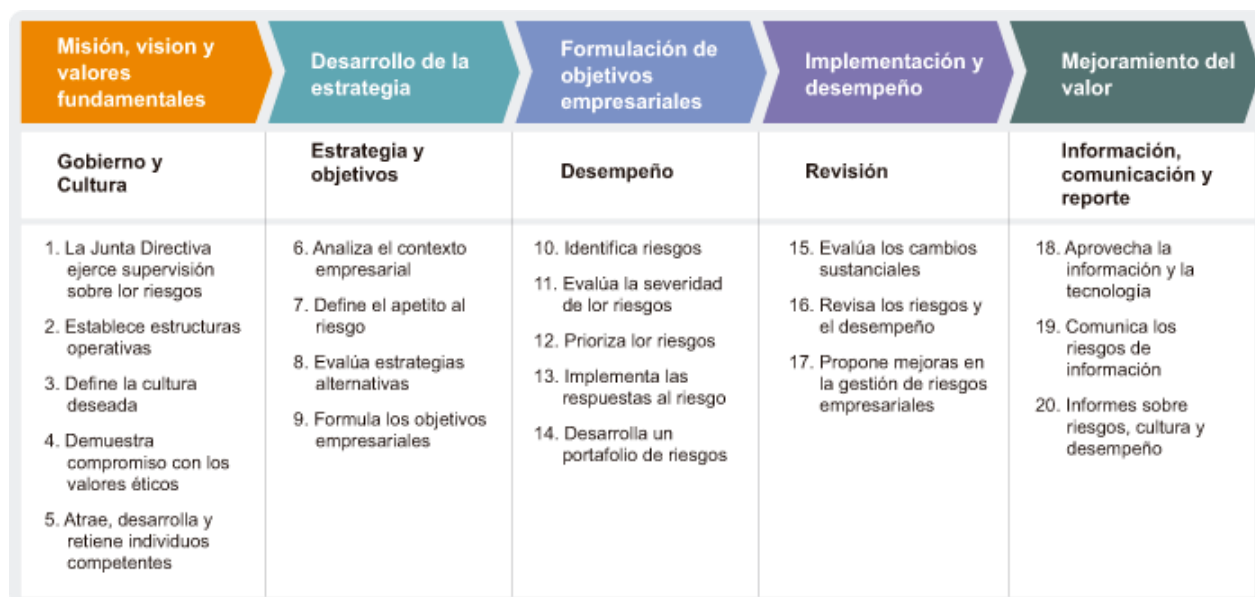 Misión, vision y
valores
fundamentales
Desarrollo de la
estrategia
Formulación de
objetivos
empresariales
Implementación y
desempeño
Mejoramiento del
valor
Gobierno y
Cultura
Estrategia y
objetivos
Desempeño
Revisión
Información,
comunicación y
reporte
1. La Junta Directiva
ejerce supervisión
sobre lor riesgos
2. Establece estructuras
operativas
3. Define la cultura
deseada
4. Demuestra
compromiso con los
valores éticos
5. Atrae, desarrolla y
retiene individuos
competentes
6. Analiza el contexto
empresarial
7. Define el apetito al
riesgo
8. Evalúa estrategias
alternativas
9. Formula los objetivos
empresariales
10. Identifica riesgos
11. Evalúa la severidad
de lor riesgos
12. Prioriza lor riesgos
13. Implementa las
respuestas al riesgo
14. Desarrolla un
portafolio de riesgos
15. Evalúa los cambios
sustanciales
16. Revisa los riesgos y
el desempeño
17. Propone mejoras en
la gestión de riesgos
empresariales
18. Aprovecha la
información y la
tecnología
19. Comunica los
riesgos de
información
20. Informes sobre
riesgos, cultura y
desempeño